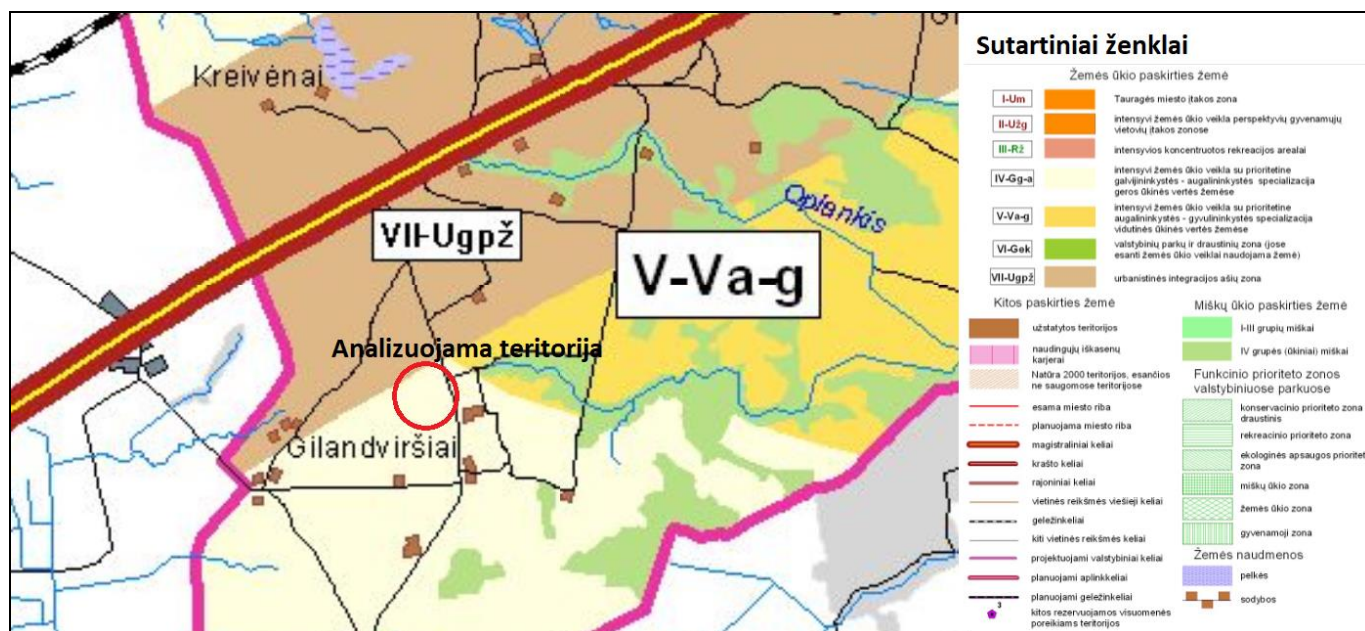 Kreivėnai
Oplankis
VII-Ugpž
V-Va-g
Analizuojama teritorija
Gilandviršiai
Sutartiniai ženklai
Žemės ūkio paskirties žemė
I-Um
Tauragės miesto įtakos zona
II-Užg
intensyvi žemės ūkio veikla perspektyvių gyvenamųjų
vietovių įtakos zonose
III-Rž
intensyvios koncentruotos rekreacijos arealai
IV-Gg-a
intensyvi žemės ūkio veikla su prioritetine
galvijininkystės - augalininkystės specializacija
geros ūkinės vertės žemėse
V-Va-g
intensyvi žemės ūkio veikla su prioritetine
augalininkystės - gyvulininkystės specializacija
vidutinės ūkinės vertės žemėse
VI-Gek
valstybinių parkų ir draustinių zona (jose
esanti žemės ūkio veiklai naudojama žemė)
VII-Ugpž
urbanistinės integracijos ašių zona
Kitos paskirties žemė
užstatytos teritorijos
naudingųjų iškasenų
karjerai
Natūra 2000 teritorijos, esančios
ne saugomose teritorijose
esama miesto riba
planuojama miesto riba
magistraliniai keliai
krašto keliai
rajoniniai keliai
vietinės reikšmės viešieji keliai
geležinkeliai
kiti vietinės reikšmės keliai
projektuojami valstybiniai keliai
planuojami aplinkkeliai
planuojami geležinkeliai
3
kitos rezervuojamos visuomenės
poreikiams teritorijos
Miškų ūkio paskirties žemė
I-III grupių miškai
IV grupės (ūkiniai) miškai
Funkcinio prioriteto zonos
valstybiniuose parkuose
konservacinio prioriteto zona
draustinis
rekreacinio prioriteto zona
ekologinės apsaugos prioritet
zona
miškų ūkio zona
žemės ūkio zona
gyvenamoji zona
Žemės naudmenos
pelkės
sodybos